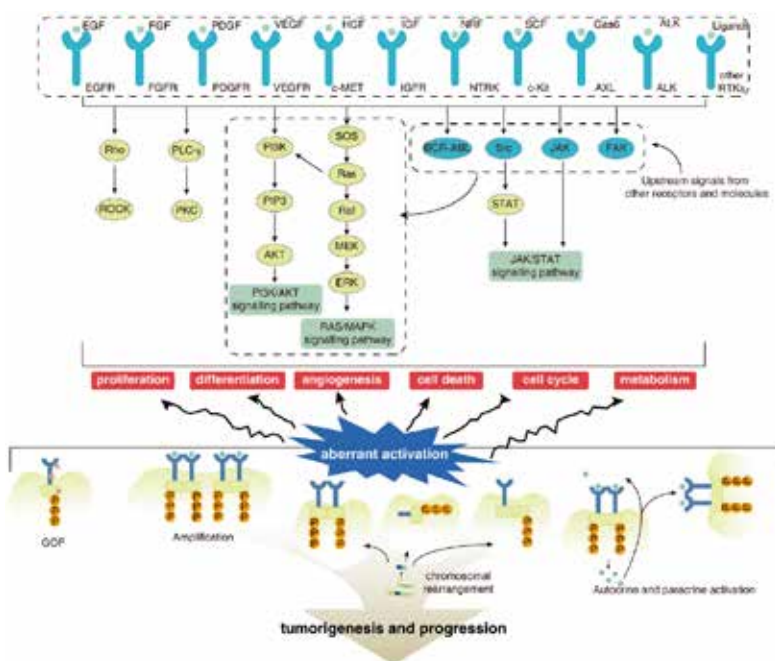 EGF FGF PDGF VEGF HGF IGF NRF SCF Gas6 ALK Ligands
EGFR FGFR PDGFR VEGFR c-MET IGFR NTRK c-Kit AXL ALK other
RTKs
Rho PLC-γ PI3K SOS BCR-ABL Src JAK FAK
Ras
Upstream signals from
other receptors and molecules
ROCK PKC PIP3 Raf STAT
AKT MEK
JAK/STAT
signalling pathway
ERK
PI3K/AKT
signalling pathway
RAS/MAPK
signalling pathway
proliferation differentiation angiogenesis cell death cell cycle metabolism
aberrant activation
GOF
Amplification
chromosomal
rearrangement
Autocrine and paracrine activation
tumorigenesis and progression